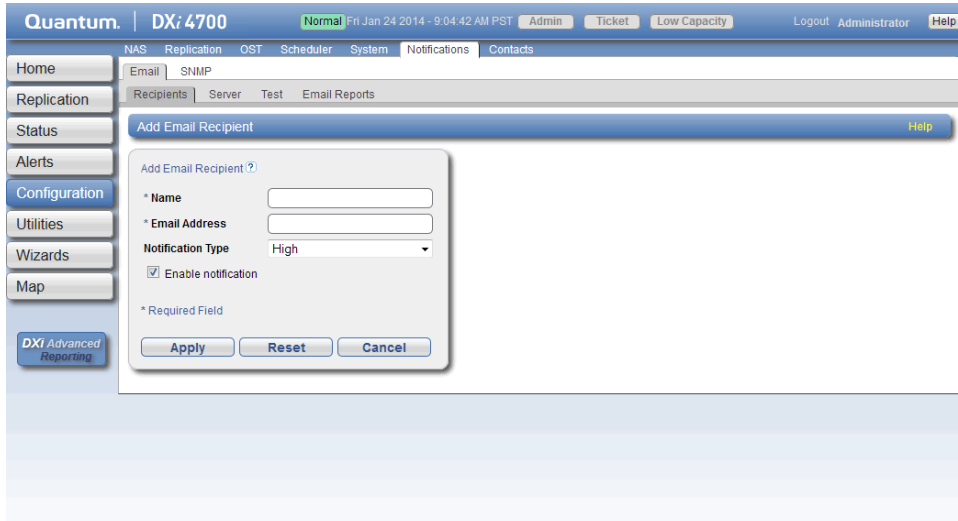 Quantum. | DXi 4700 Normal Fri Jan 24 2014 - 9:04:42 AM PST Admin Ticket Low Capacity Logout Administrator Help
NAS Replication OST Scheduler System Notifications Contacts
Home
Email SNMP
Replication
Recipients Server Test Email Reports
Status
Add Email Recipient Help
Alerts
Add Email Recipient ?
Configuration
* Name
Utilities
* Email Address
Wizards
Notification Type High
Enable notification
Map
* Required Field
DXi Advanced
Reporting
Apply Reset Cancel